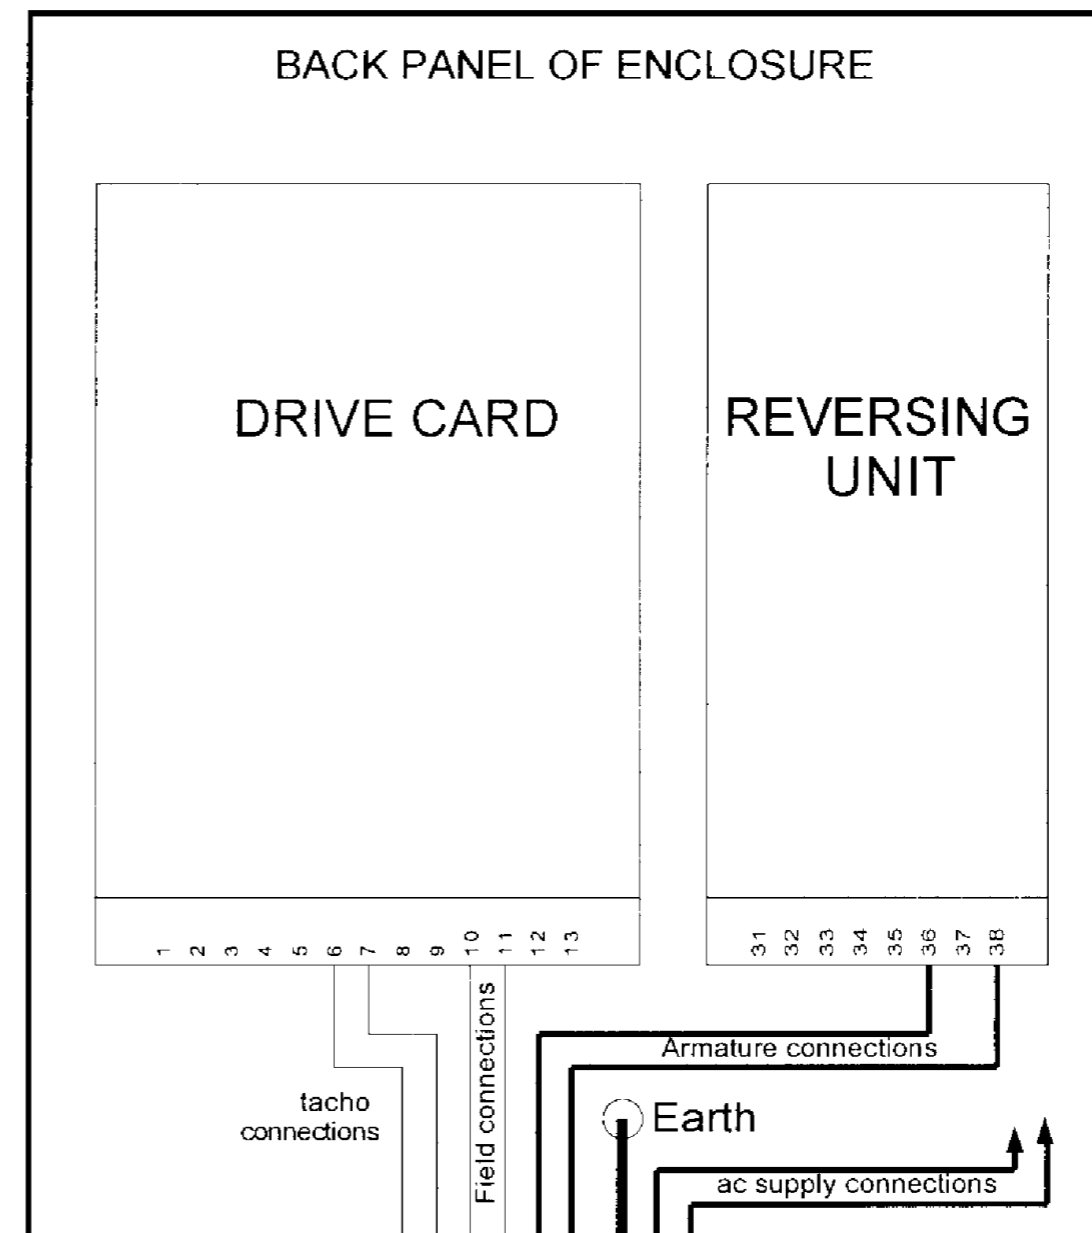 BACK PANEL OF ENCLOSURE
DRIVE CARD
REVERSING
UNIT
1 2 3 4 5 6 7 8 9 10 11 12 13
31 32 33 34 35 36 37 38
Armature connections
tacho
connections
Field connections
Earth
ac supply connections